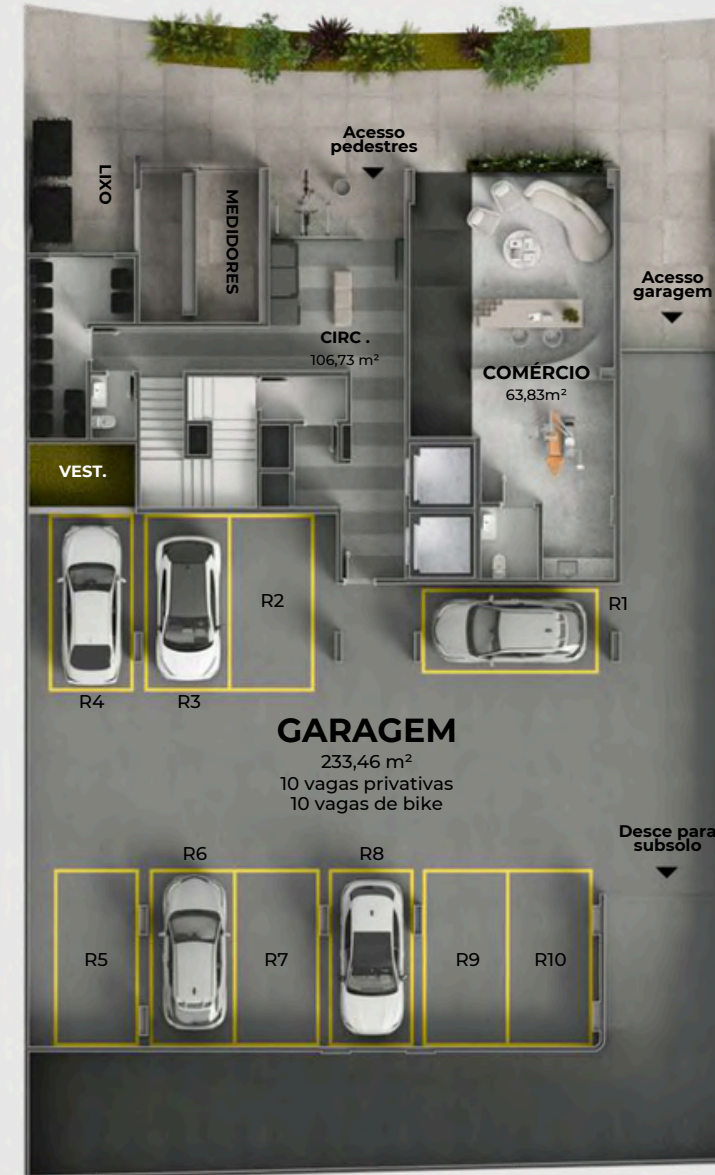 Acesso
pedestres
LIXO
MEDIDORES
Acesso
garagem
CIRC .
106,73 m²
COMÉRCIO
63,83m²
VEST.
R2
R1
R4
R3
GARAGEM
233,46 m²
10 vagas privativas
10 vagas de bike
Desce para
subsolo
R6
R8
R5
R7
R9
R10